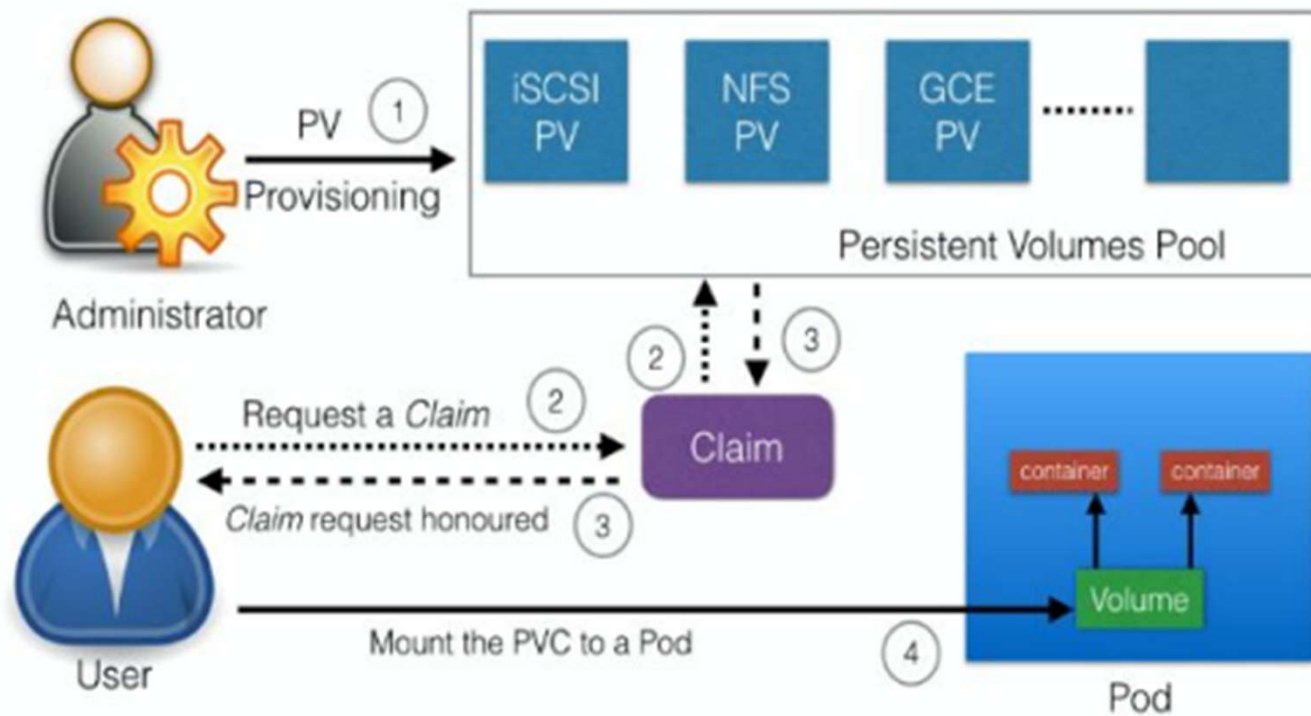 iSCSI
PV
NFS
PV
GCE
PV
PV
1
Provisioning
Persistent Volumes Pool
Administrator
2
3
Request a Claim
2
Claim
container
container
Claim request honoured
3
Volume
Mount the PVC to a Pod
4
User
Pod